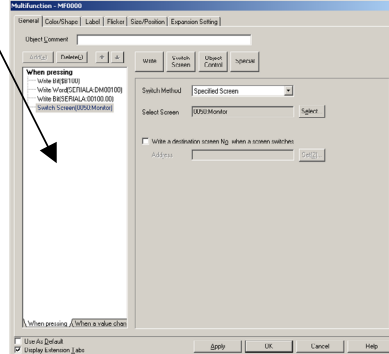 Multifunction - MF0000
General Color/Shape Label Flicker Size/Position Expansion Setting
Object Comment
Add(a) Delete(r)
Write Switch Screen Object Control Special
When pressing
Write Bit($B100)
Write Word(SERIALA:DM00100)
Write Bit(SERIALA:00100.00)
Switch Screen(0050:Monitor)
Switch Method Specified Screen
Select Screen 0050:Monitor Select
Write a destination screen No. when a screen switches
Address
When pressing When a value chan
Use As Default
Display Extension Tabs
Apply OK Cancel Help